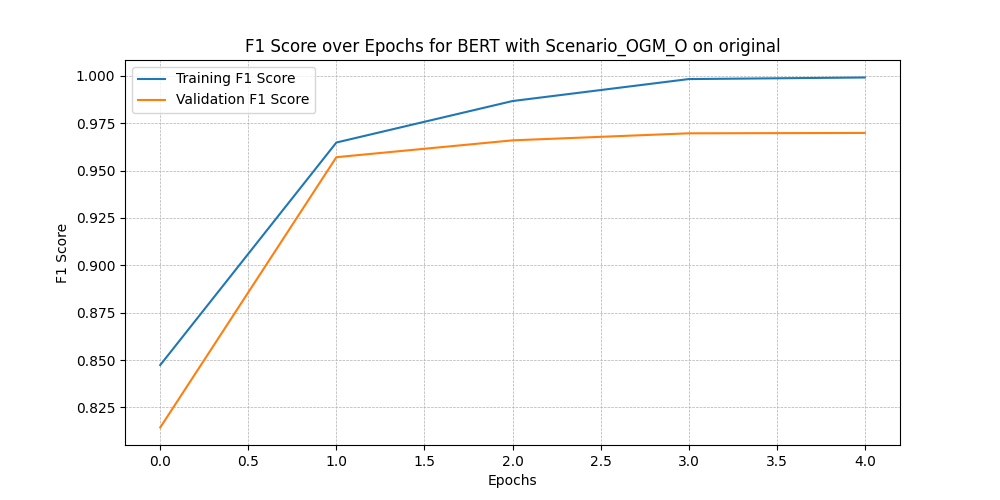 F1 Score over Epochs for BERT with Scenario_OGM_O on original
Training F1 Score
Validation F1 Score
F1 Score
1.000
0.975
0.950
0.925
0.900
0.875
0.850
0.825
0.0 0.5 1.0 1.5 2.0 2.5 3.0 3.5 4.0
Epochs